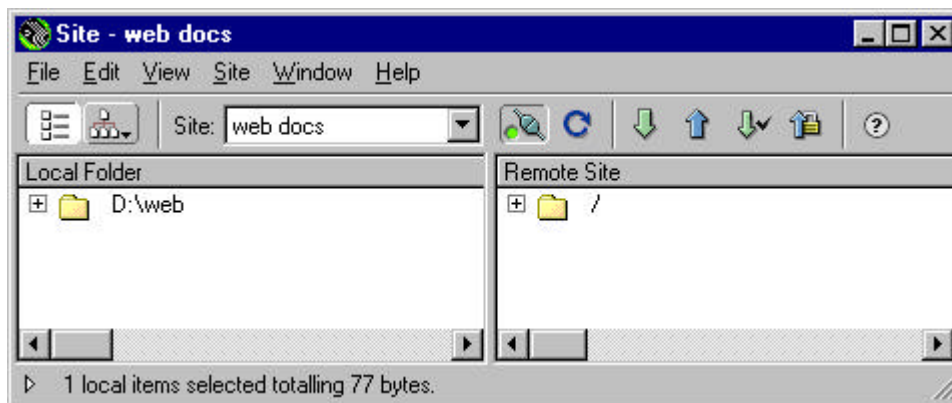 Site - web docs
File Edit View Site Window Help
Site: web docs
?
Local Folder Remote Site
D:\web /
1 local items selected totalling 77 bytes.